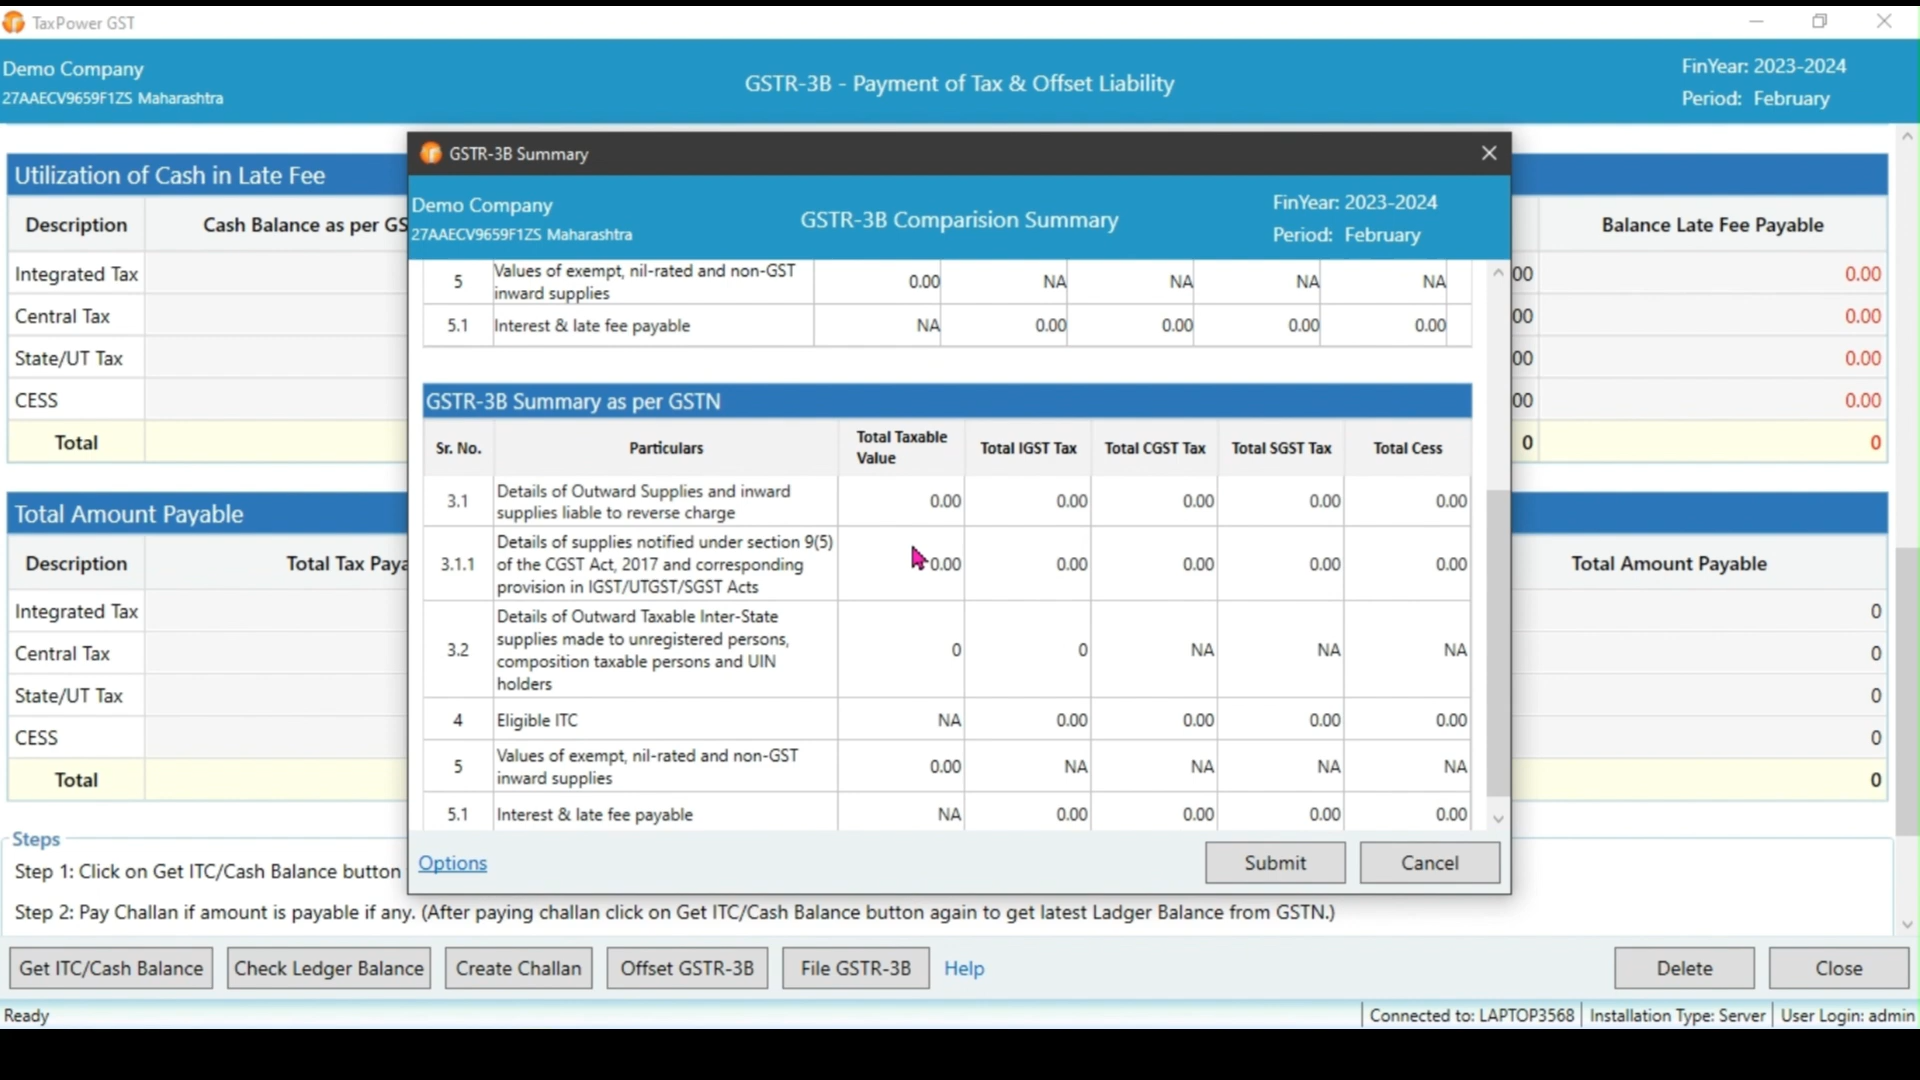 TaxPower GST
Demo Company
27AAECV9659F1ZS Maharashtra
GSTR-3B - Payment of Tax & Offset Liability
FinYear: 2023-2024
Period: February
Utilization of Cash in Late Fee
Description Cash Balance as per GS Balance Late Fee Payable
Integrated Tax 00 0.00
Central Tax 00 0.00
State/UT Tax 00 0.00
CESS 00 0.00
Total 0 0
Total Amount Payable
Description Total Tax Paya Total Amount Payable
Integrated Tax 0
Central Tax 0
State/UT Tax 0
CESS 0
Total 0
Steps
Step 1: Click on Get ITC/Cash Balance button
Step 2: Pay Challan if amount is payable if any. (After paying challan click on Get ITC/Cash Balance button again to get latest Ladger Balance from GSTN.)
GSTR-3B Summary
Demo Company
27AAECV9659F1ZS Maharashtra
GSTR-3B Comparision Summary
FinYear: 2023-2024
Period: February
5 Values of exempt, nil-rated and non-GST
inward supplies 0.00 NA NA NA NA
5.1 Interest & late fee payable NA 0.00 0.00 0.00 0.00
GSTR-3B Summary as per GSTN
Sr. No. Particulars Total Taxable
Value Total IGST Tax Total CGST Tax Total SGST Tax Total Cess
3.1 Details of Outward Supplies and inward
supplies liable to reverse charge 0.00 0.00 0.00 0.00 0.00
3.1.1 Details of supplies notified under section 9(5)
of the CGST Act, 2017 and corresponding
provision in IGST/UTGST/SGST Acts 0.00 0.00 0.00 0.00 0.00
3.2 Details of Outward Taxable Inter-State
supplies made to unregistered persons,
composition taxable persons and UIN
holders 0 0 NA NA NA
4 Eligible ITC NA 0.00 0.00 0.00 0.00
5 Values of exempt, nil-rated and non-GST
inward supplies 0.00 NA NA NA NA
5.1 Interest & late fee payable NA 0.00 0.00 0.00 0.00
Options Submit Cancel
Get ITC/Cash Balance Check Ledger Balance Create Challan Offset GSTR-3B File GSTR-3B Help Delete Close
Ready Connected to: LAPTOP3568 Installation Type: Server User Login: admin